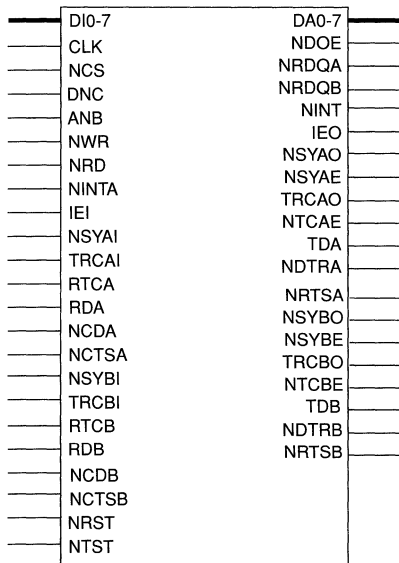 DI0-7 DA0-7
CLK NDOE
NCS NRDQA
DNC NRDQB
ANB NINT
NWR IEO
NRD NSYAO
NINTA NSYAE
IEI TRCAO
NSYAI NTCAE
TRCAI TDA
RTCA NDTRA
RDA NRTSA
NCDA NSYBO
NCTSA NSYBE
NSYBI TRCBO
TRCBI NTCBE
RTCB TDB
RDB NDTRB
NCDB NRTSB
NCTSB
NRST
NTST